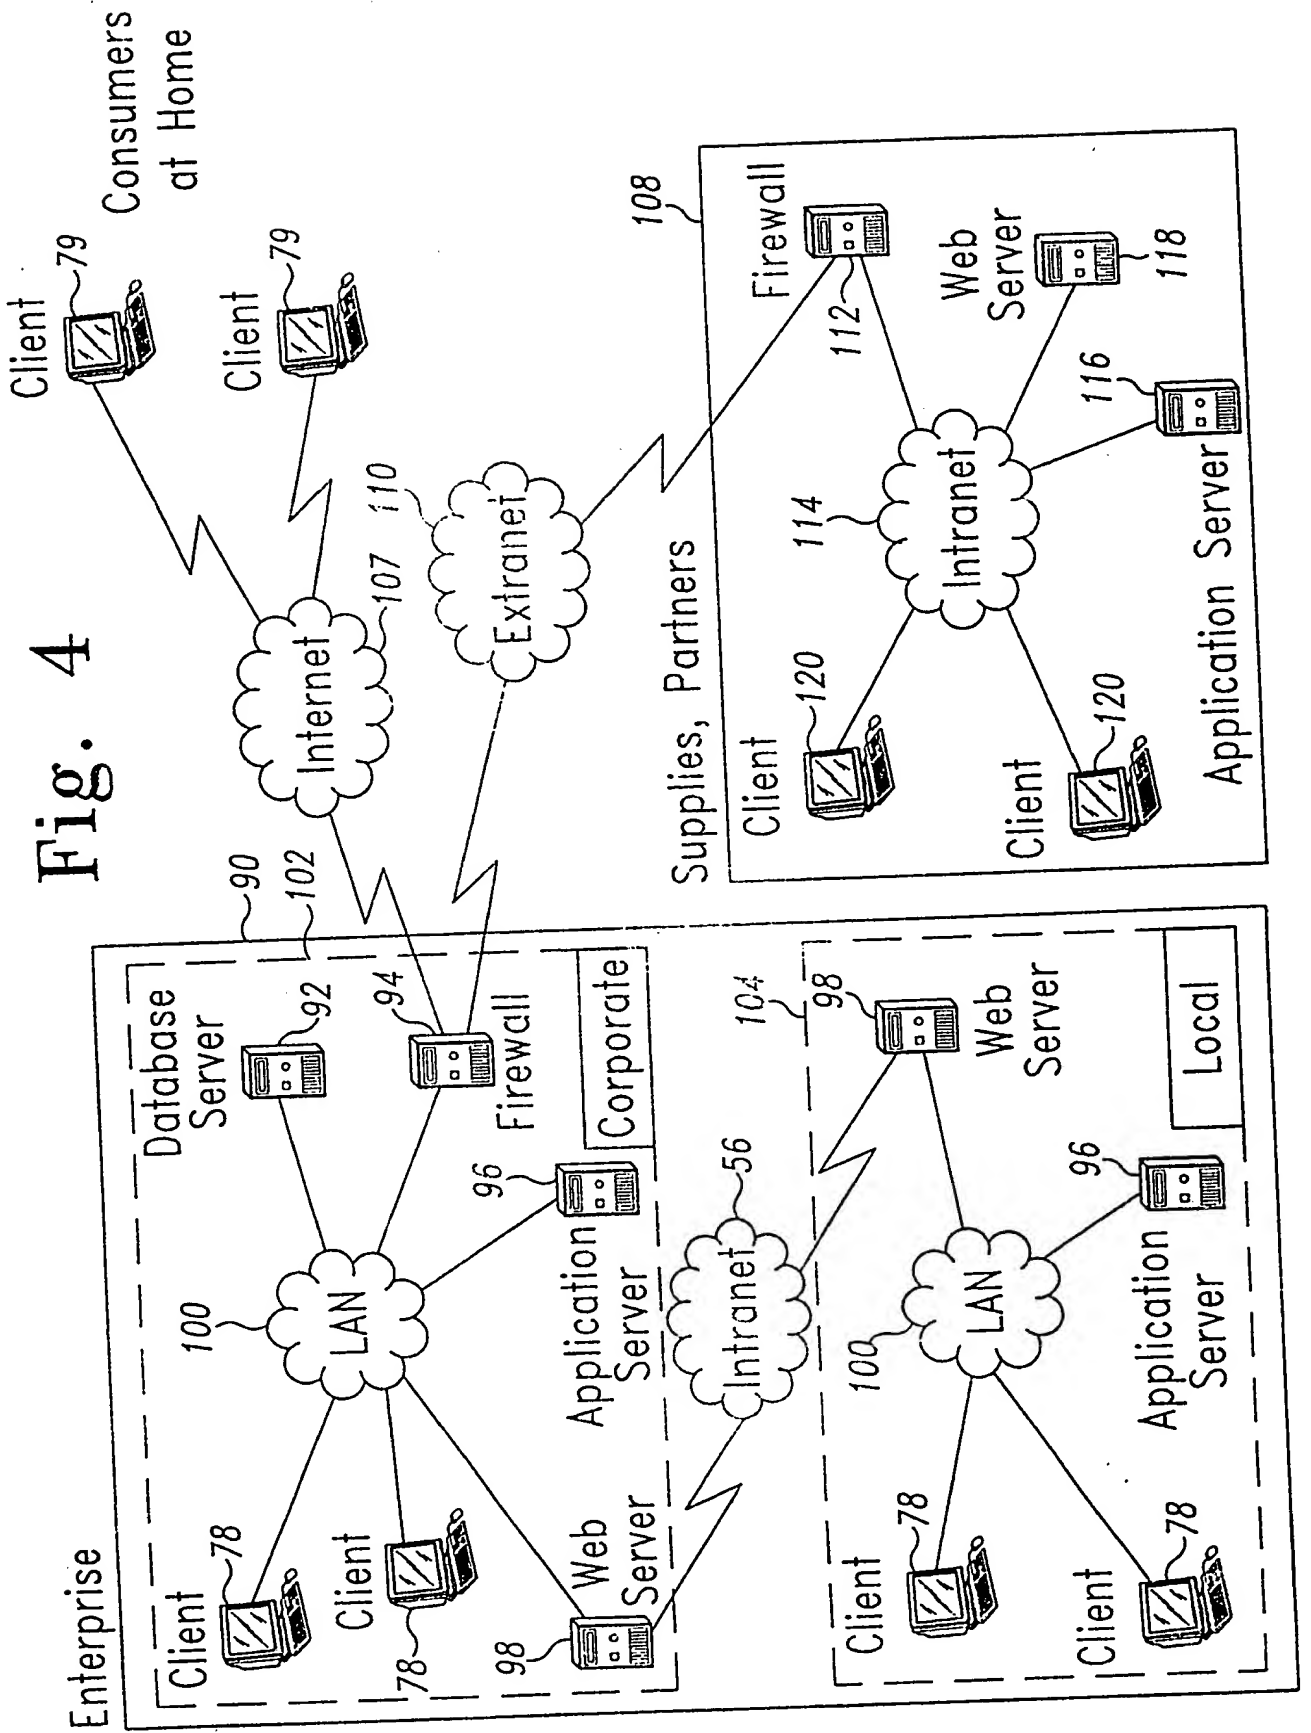 Fig. 4
Enterprise
90
102
Client
78
Client
78
Web
Server
98
100
LAN
Database
Server
92
94
Firewall
96
Application
Server
Corporate
Intranet
56
104
Client
78
Client
78
100
LAN
98
Web
Server
96
Application
Server
Local
Internet
107
Client
79
Client
79
Consumers
at Home
Extranet
110
Supplies, Partners
108
Client
120
Client
120
114
Intranet
Firewall
112
Web
Server
118
116
Application Server